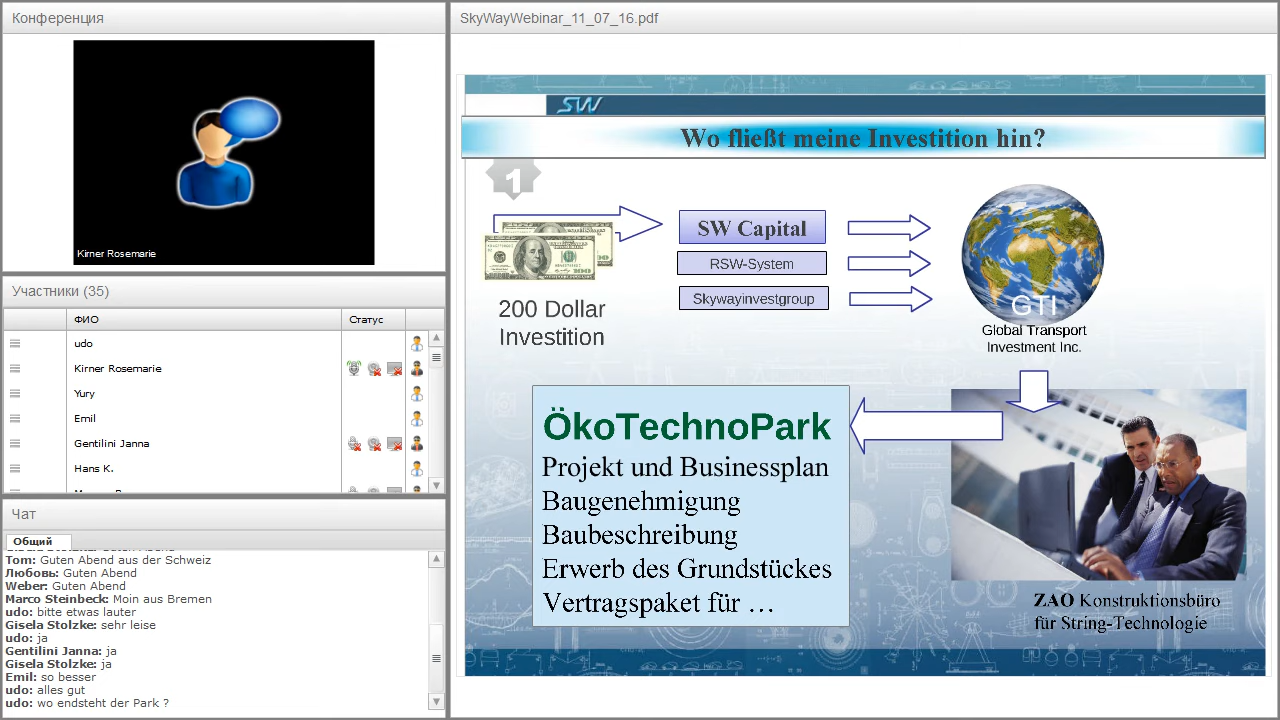 Конференция
Kirner Rosemarie
Участники (35)
ФИО
Статус
udo
Kirner Rosemarie
Yury
Emil
Gentilini Janna
Hans K.
Чат
Общий
Guten Abend
Tom: Guten Abend aus der Schweiz
Любовь: Guten Abend
Weber: Guten Abend
Marco Steinbeck: Moin aus Bremen
udo: bitte etwas lauter
Gisela Stolzke: sehr leise
udo: ja
Gentilini Janna: ja
Gisela Stolzke: ja
Emil: so besser
udo: alles gut
udo: wo endsteht der Park ?
SkyWayWebinar_11_07_16.pdf
SW
Wo fließt meine Investition hin?
1
200 Dollar
Investition
SW Capital
RSW-System
Skywayinvestgroup
GTI
Global Transport
Investment Inc.
ÖkoTechnoPark
Projekt und Businessplan
Baugenehmigung
Baubeschreibung
Erwerb des Grundstückes
Vertragspaket für …
ZAO Konstruktionsbüro
für String-Technologie